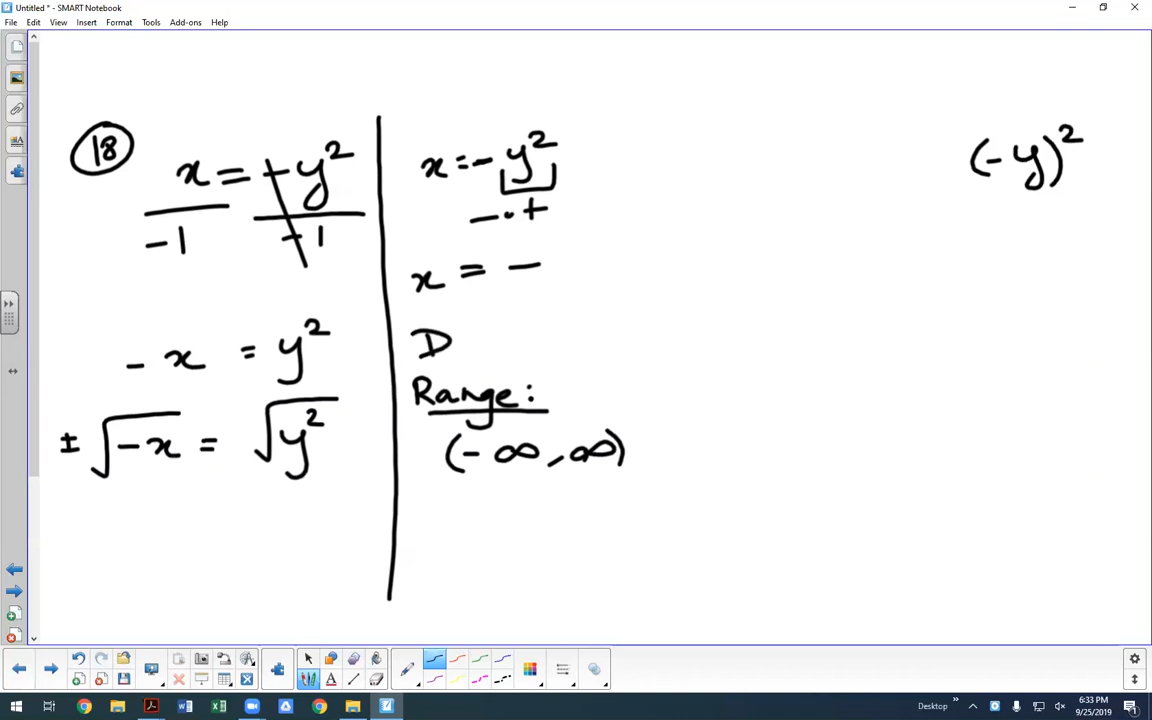 Untitled * - SMART Notebook
File Edit View Insert Format Tools Add-ons Help
18
x = -y²
-1 -1
-x = y²
± √-x = √y²
x = - y²
- · +
x = -
D
Range:
(-∞, ∞)
(-y)²
Desktop
6:33 PM
9/25/2019